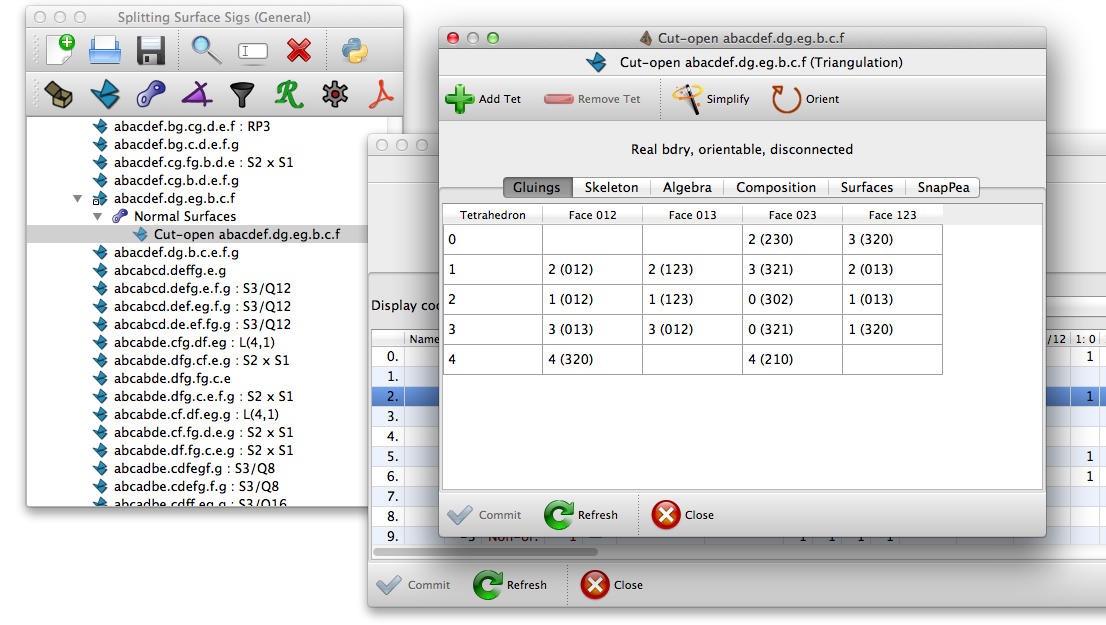 Splitting Surface Sigs (General)
abacdef.bg.cg.d.e.f : RP3
abacdef.bg.c.d.e.f.g
abacdef.cg.fg.b.d.e : S2 x S1
abacdef.cg.b.d.e.f.g
abacdef.dg.eg.b.c.f
Normal Surfaces
Cut-open abacdef.dg.eg.b.c.f
abacdef.dg.b.c.e.f.g
abcabcd.deffg.e.g
abcabcd.defg.e.f.g : S3/Q12
abcabcd.def.eg.f.g : S3/Q12
abcabcd.de.ef.fg.g : S3/Q12
abcabde.cfg.df.eg : L(4,1)
abcabde.dfg.cf.e.g : S2 x S1
abcabde.dfg.fg.c.e
abcabde.dfg.c.e.f.g : S2 x S1
abcabde.cf.df.eg.g : L(4,1)
abcabde.cf.fg.d.e.g : S2 x S1
abcabde.df.fg.c.e.g : S2 x S1
abcadbe.cdfegf.g : S3/Q8
abcadbe.cdefg.f.g : S3/Q8
abcadbe.cdff.eg.g : S3/Q16
Cut-open abacdef.dg.eg.b.c.f
Cut-open abacdef.dg.eg.b.c.f (Triangulation)
Add Tet Remove Tet Simplify Orient
Real bdry, orientable, disconnected
Gluings Skeleton Algebra Composition Surfaces SnapPea
Tetrahedron Face 012 Face 013 Face 023 Face 123
0 2 (230) 3 (320)
1 2 (012) 2 (123) 3 (321) 2 (013)
2 1 (012) 1 (123) 0 (302) 1 (013)
3 3 (013) 3 (012) 0 (321) 1 (320)
4 4 (320) 4 (210)
Commit Refresh Close
Display
Name /12 1: 0
0. 1
1.
2. 1
3.
4.
5. 1
6. 1
7.
8.
9.
Commit Refresh Close